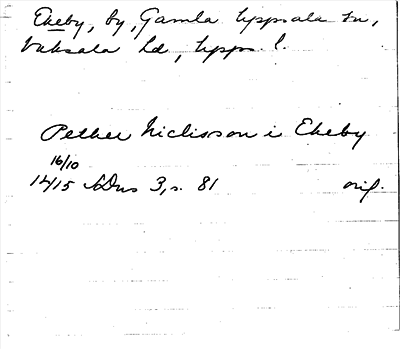 Ekeby, by, Gamla Uppsala sn,
Vaksala hd, Upps. l.
Pether Niclisson i Ekeby
16/10
1415 SDns 3, s. 81 orig.